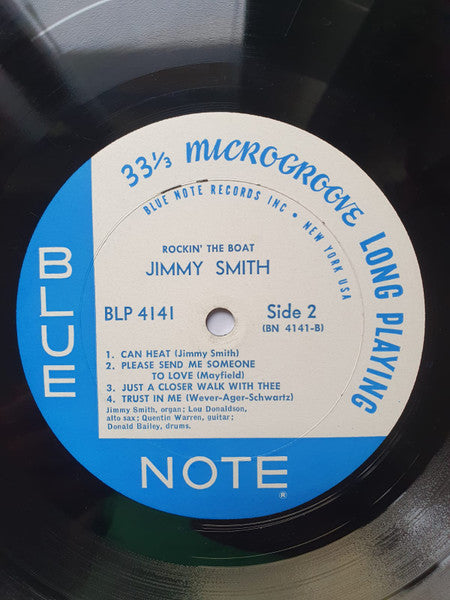 33⅓ MICROGROOVE LONG PLAYING
BLUE NOTE RECORDS INC • NEW YORK USA
ROCKIN' THE BOAT
JIMMY SMITH
BLP 4141
Side 2
(BN 4141-B)
1. CAN HEAT (Jimmy Smith)
2. PLEASE SEND ME SOMEONE
TO LOVE (Mayfield)
3. JUST A CLOSER WALK WITH THEE
4. TRUST IN ME (Wever-Ager-Schwartz)
Jimmy Smith, organ; Lou Donaldson,
alto sax; Quentin Warren, guitar;
Donald Bailey, drums.
BLUE
NOTE
®